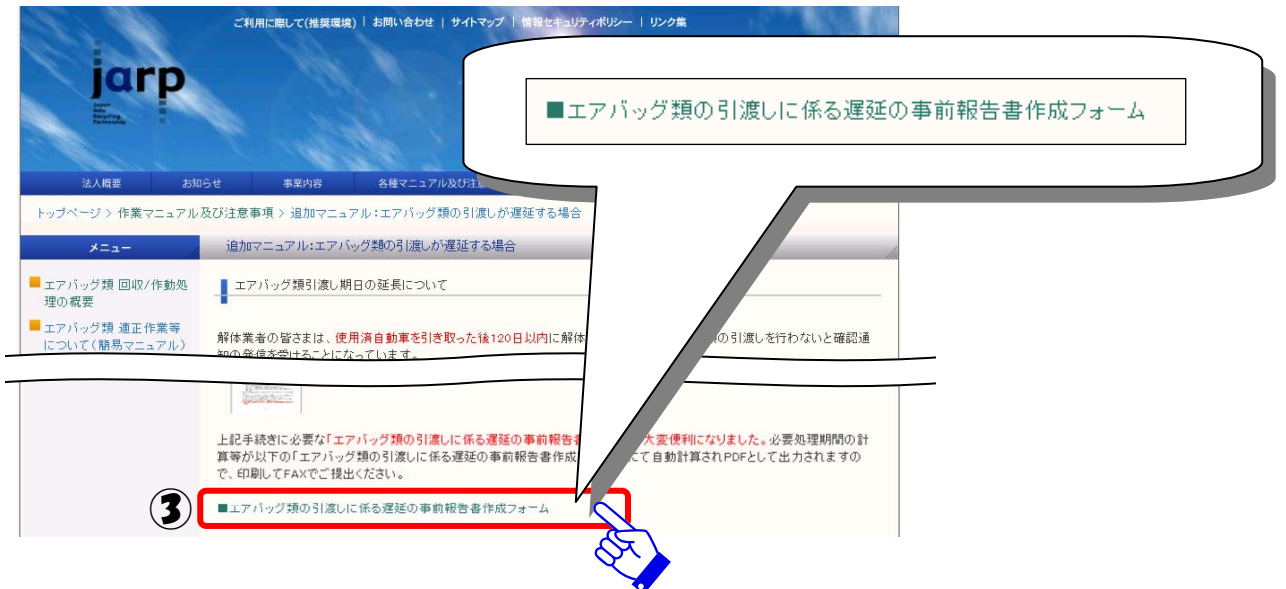 ご利用に際して(推奨環境) | お問い合わせ | サイトマップ | 情報セキュリティポリシー | リンク集
jarp
Japan
Auto
Recycling
Partnership
■エアバッグ類の引渡しに係る遅延の事前報告書作成フォーム
法人概要 お知らせ 事業内容 各種マニュアル及び注意
トップページ > 作業マニュアル及び注意事項 > 追加マニュアル:エアバッグ類の引渡しが遅延する場合
メニュー
追加マニュアル:エアバッグ類の引渡しが遅延する場合
エアバッグ類 回収/作動処
理の概要
エアバッグ類 適正作業等
について(簡易マニュアル)
エアバッグ類引渡し期日の延長について
解体業者の皆さまは、使用済自動車を引き取った後120日以内に解体 の引渡しを行わないと確認通
知の発信を受けることになっています。
上記手続きに必要な「エアバッグ類の引渡しに係る遅延の事前報告書 大変便利になりました。必要処理期間の計
算等が以下の「エアバッグ類の引渡しに係る遅延の事前報告書作成 にて自動計算されPDFとして出力されますの
で、印刷してFAXでご提出ください。
③
■エアバッグ類の引渡しに係る遅延の事前報告書作成フォーム